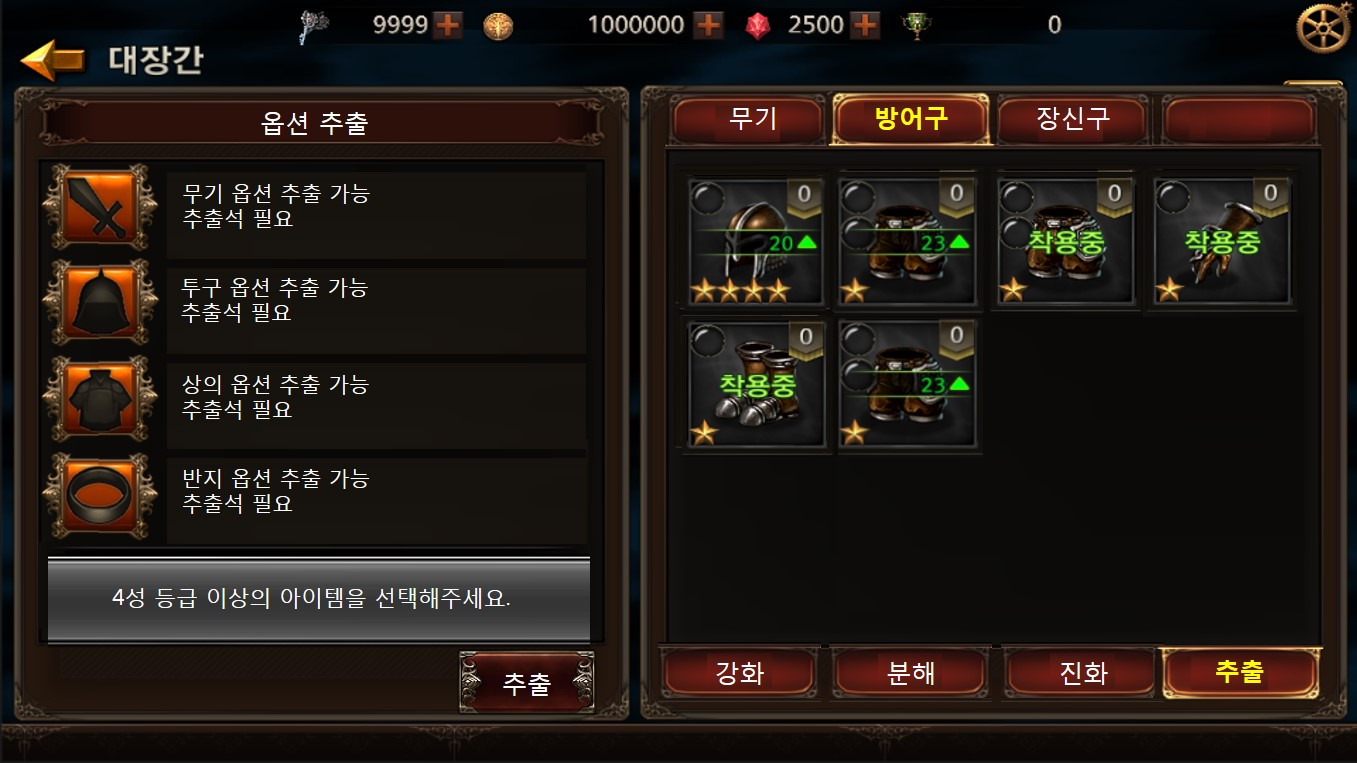 9999
1000000
2500
0
대장간
옵션 추출
무기 옵션 추출 가능
추출석 필요
투구 옵션 추출 가능
추출석 필요
상의 옵션 추출 가능
추출석 필요
반지 옵션 추출 가능
추출석 필요
4성 등급 이상의 아이템을 선택해주세요.
추출
무기
방어구
장신구
0
20
0
23
0
착용중
0
착용중
0
착용중
0
23
강화
분해
진화
추출